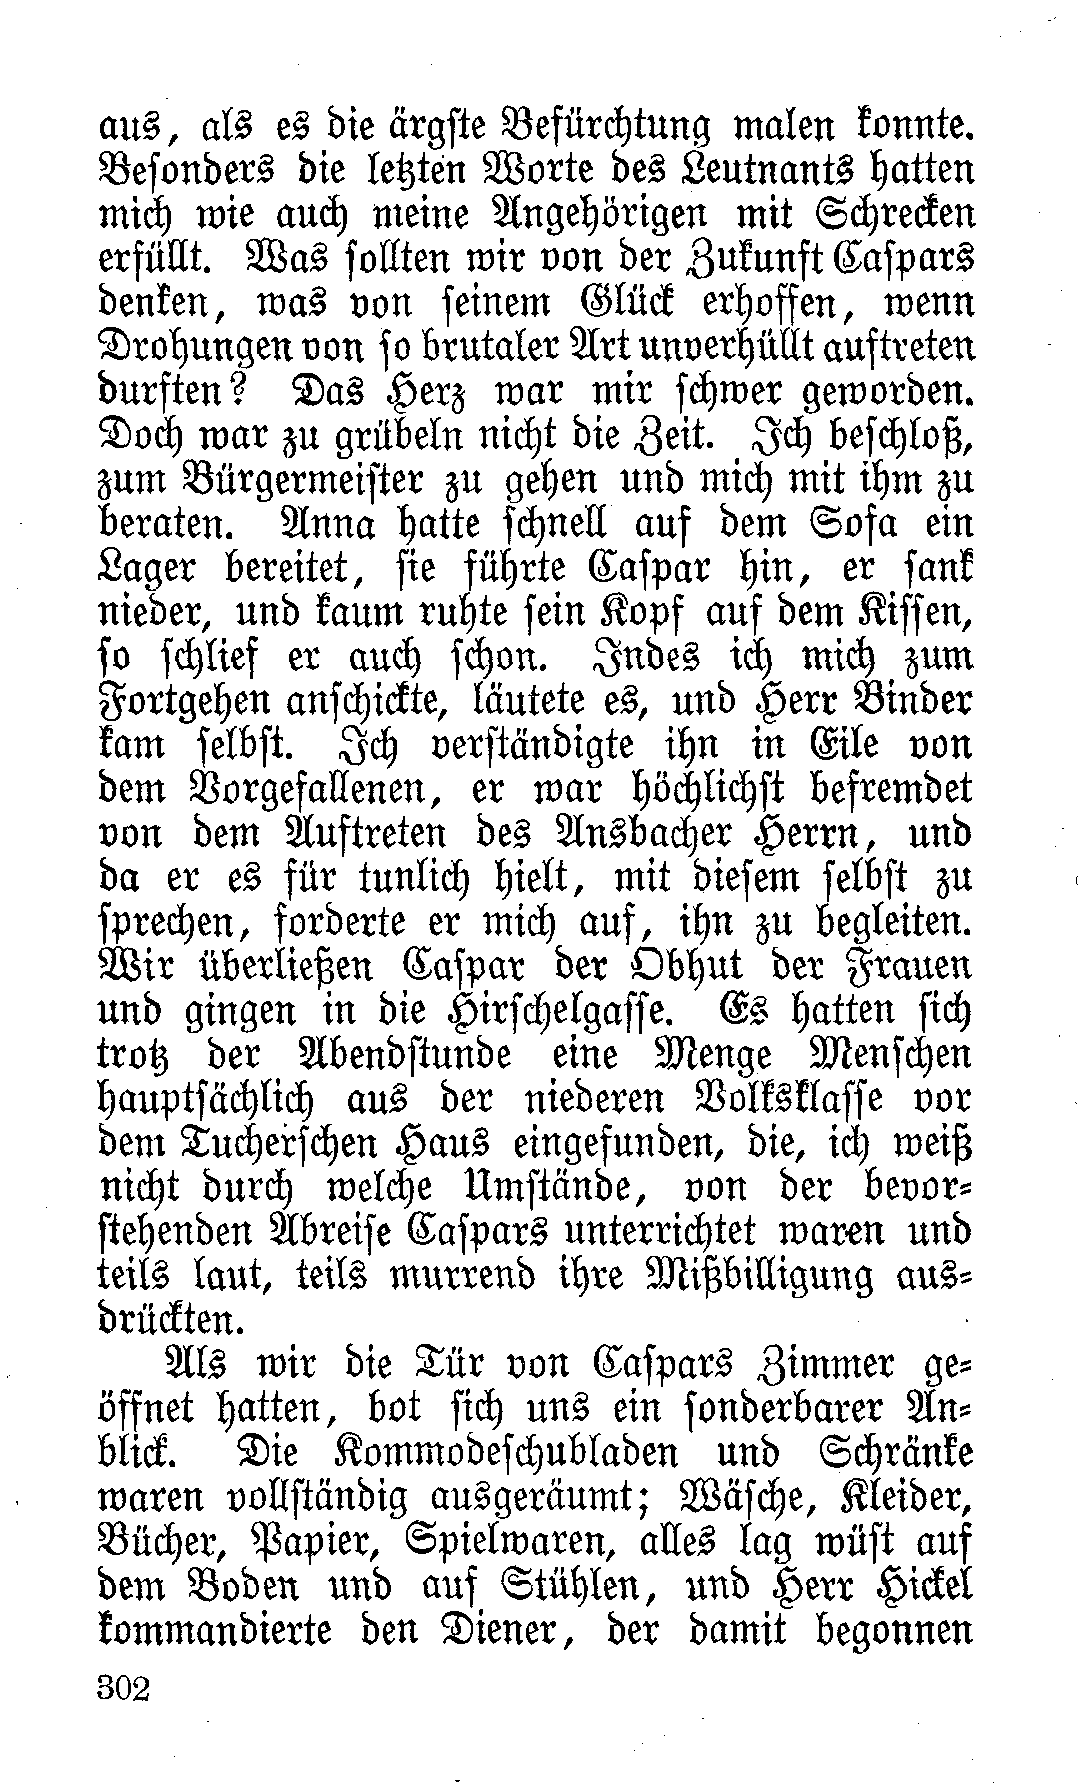 aus, als es die ärgste Befürchtung malen konnte.
Besonders die letzten Worte des Leutnants hatten
mich wie auch meine Angehörigen mit Schrecken
erfüllt. Was sollten wir von der Zukunft Caspars
denken, was von seinem Glück erhoffen, wenn
Drohungen von so brutaler Art unverhüllt auftreten
durften? Das Herz war mir schwer geworden.
Doch war zu grübeln nicht die Zeit. Ich beschloß,
zum Bürgermeister zu gehen und mich mit ihm zu
beraten. Anna hatte schnell auf dem Sofa ein
Lager bereitet, sie führte Caspar hin, er sank
nieder, und kaum ruhte sein Kopf auf dem Kissen,
so schlief er auch schon. Indes ich mich zum
Fortgehen anschickte, läutete es, und Herr Binder
kam selbst. Ich verständigte ihn in Eile von
dem Vorgefallenen, er war höchlichst befremdet
von dem Auftreten des Ansbacher Herrn, und
da er es für tunlich hielt, mit diesem selbst zu
sprechen, forderte er mich auf, ihn zu begleiten.
Wir überließen Caspar der Obhut der Frauen
und gingen in die Hirschelgasse. Es hatten sich
trotz der Abendstunde eine Menge Menschen
hauptsächlich aus der niederen Volksklasse vor
dem Tucherschen Haus eingefunden, die, ich weiß
nicht durch welche Umstände, von der bevor-
stehenden Abreise Caspars unterrichtet waren und
teils laut, teils murrend ihre Mißbilligung aus-
drückten.
Als wir die Tür von Caspars Zimmer ge-
öffnet hatten, bot sich uns ein sonderbarer An-
blick. Die Kommodeschubladen und Schränke
waren vollständig ausgeräumt; Wäsche, Kleider,
Bücher, Papier, Spielwaren, alles lag wüst auf
dem Boden und auf Stühlen, und Herr Hickel
kommandierte den Diener, der damit begonnen
302